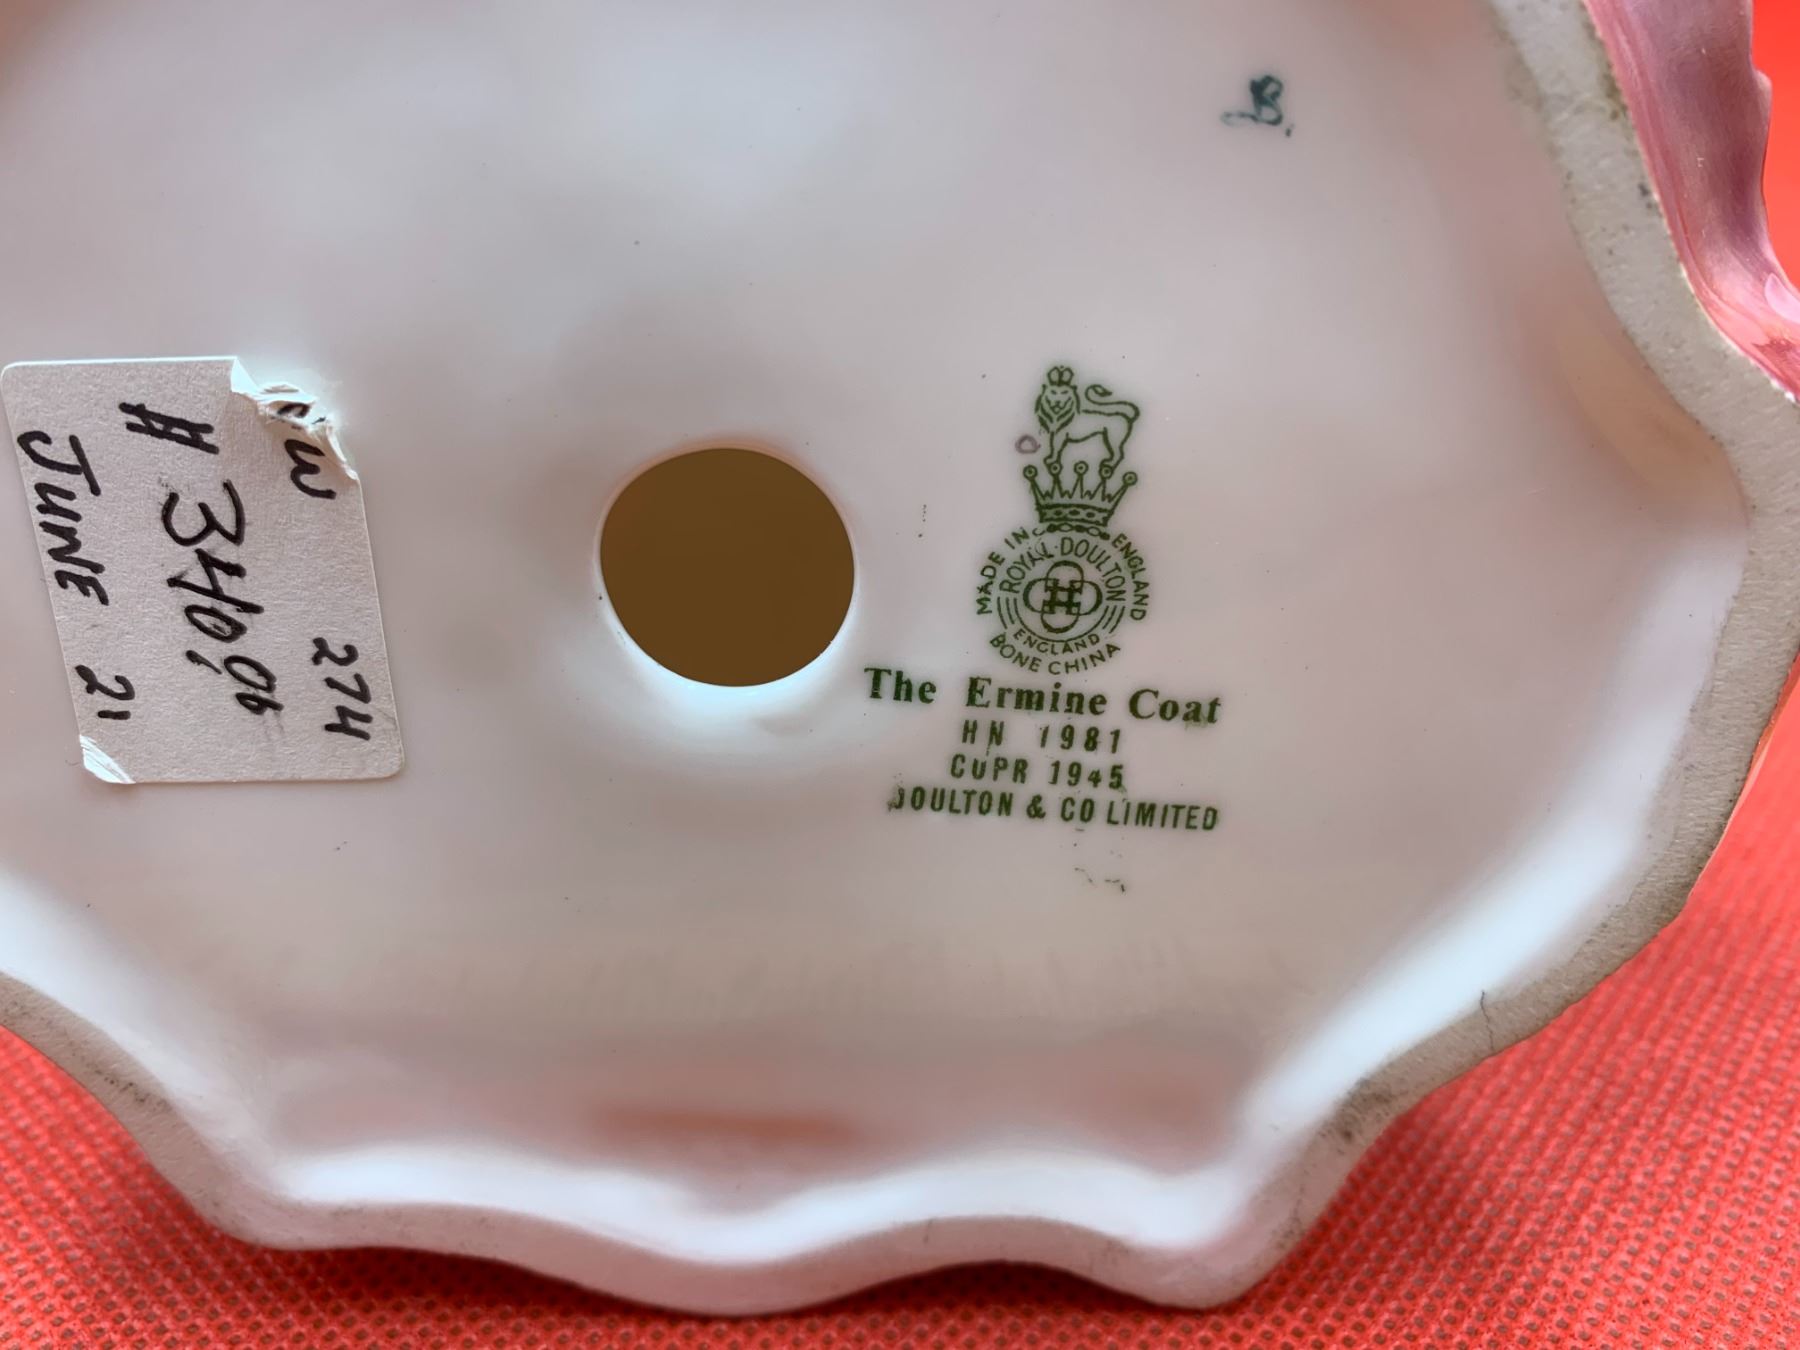 MADE IN ENGLAND
ROYAL·DOULTON
ENGLAND
BONE CHINA
The Ermine Coat
HN 1981
COPR 1945
DOULTON & CO LIMITED
W 274
# 340,06
JUNE 21